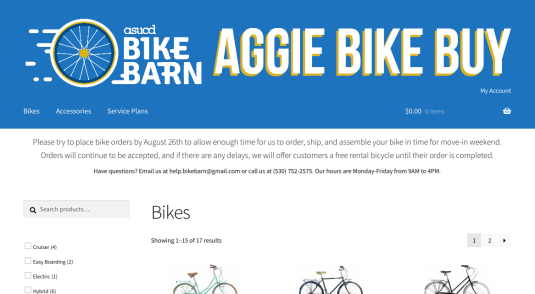 asucd
BIKE
BARN
AGGIE BIKE BUY
My Account
Bikes Accessories Service Plans $0.00 0 items
Please try to place bike orders by August 26th to allow enough time for us to order, ship, and assemble your bike in time for move-in weekend.
Orders will continue to be accepted, and if there are any delays, we will offer customers a free rental bicycle until their order is completed.
Have questions? Email us at help.bikebarn@gmail.com or call us at (530) 752-2575. Our hours are Monday-Friday from 9AM to 4PM.
Search products…
Bikes
Showing 1–15 of 17 results 1 2
Cruiser (4)
Easy Boarding (2)
Electric (1)
Hybrid (6)